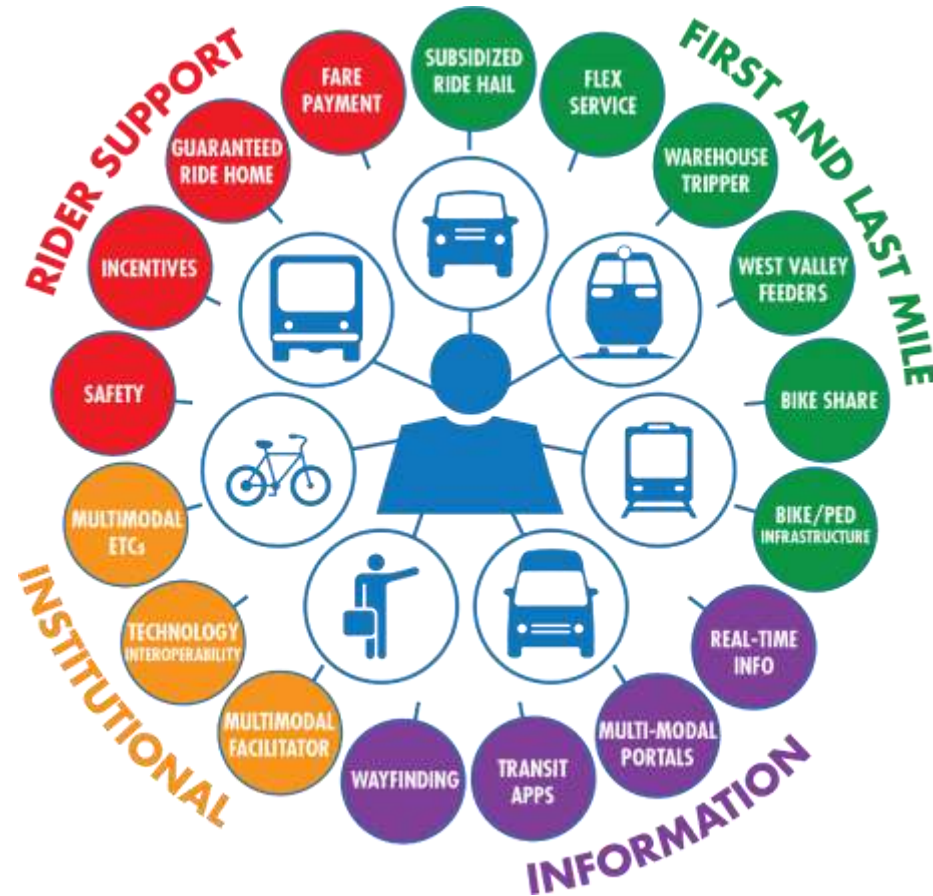 RIDER SUPPORT
FARE
PAYMENT
GUARANTEED
RIDE HOME
INCENTIVES
SAFETY
FIRST AND LAST MILE
SUBSIDIZED
RIDE HAIL
FLEX
SERVICE
WAREHOUSE
TRIPPER
WEST VALLEY
FEEDERS
BIKE SHARE
BIKE/PED
INFRASTRUCTURE
INFORMATION
REAL-TIME
INFO
MULTI-MODAL
PORTALS
TRANSIT
APPS
WAYFINDING
INSTITUTIONAL
MULTIMODAL
FACILITATOR
TECHNOLOGY
INTEROPERABILITY
MULTIMODAL
ETCs